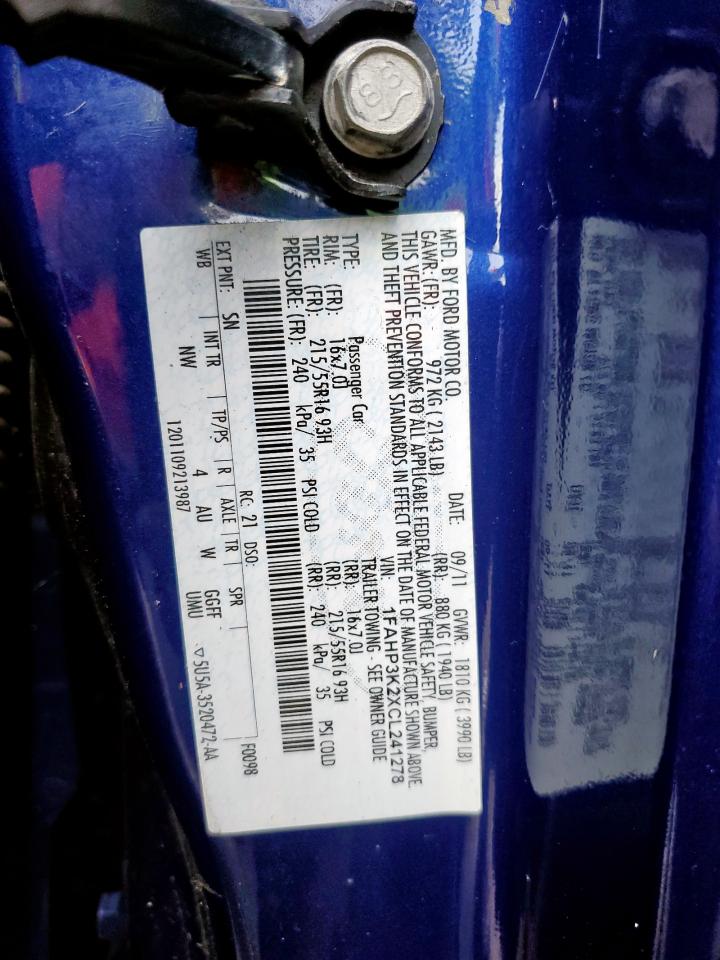 MFD. BY FORD MOTOR CO.
DATE: 09/11 GVWR: 1810 KG ( 3990 LB)
GAWR: (FR): 972 KG ( 2143 LB) (RR): 880 KG ( 1940 LB)
THIS VEHICLE CONFORMS TO ALL APPLICABLE FEDERAL MOTOR VEHICLE SAFETY, BUMPER,
AND THEFT PREVENTION STANDARDS IN EFFECT ON THE DATE OF MANUFACTURE SHOWN ABOVE.
VIN: 1FAHP3K2XCL241278
TYPE: Passenger Car TRAILER TOWING - SEE OWNER GUIDE
RIM: (FR): 16x7.0J (RR): 16x7.0J
TIRE: (FR): 215/55R16 93H (RR): 215/55R16 93H
PRESSURE: (FR): 240 kPa/ 35 PSI COLD (RR): 240 kPa/ 35 PSI COLD
F0098
EXT PNT: SN RC: 21 DSO:
WB | INT TR | TP/PS | R | AXLE | TR | SPR
NW 4 AU W GGFF
UMU
1201109213987 ▽5U5A-3520472-AA